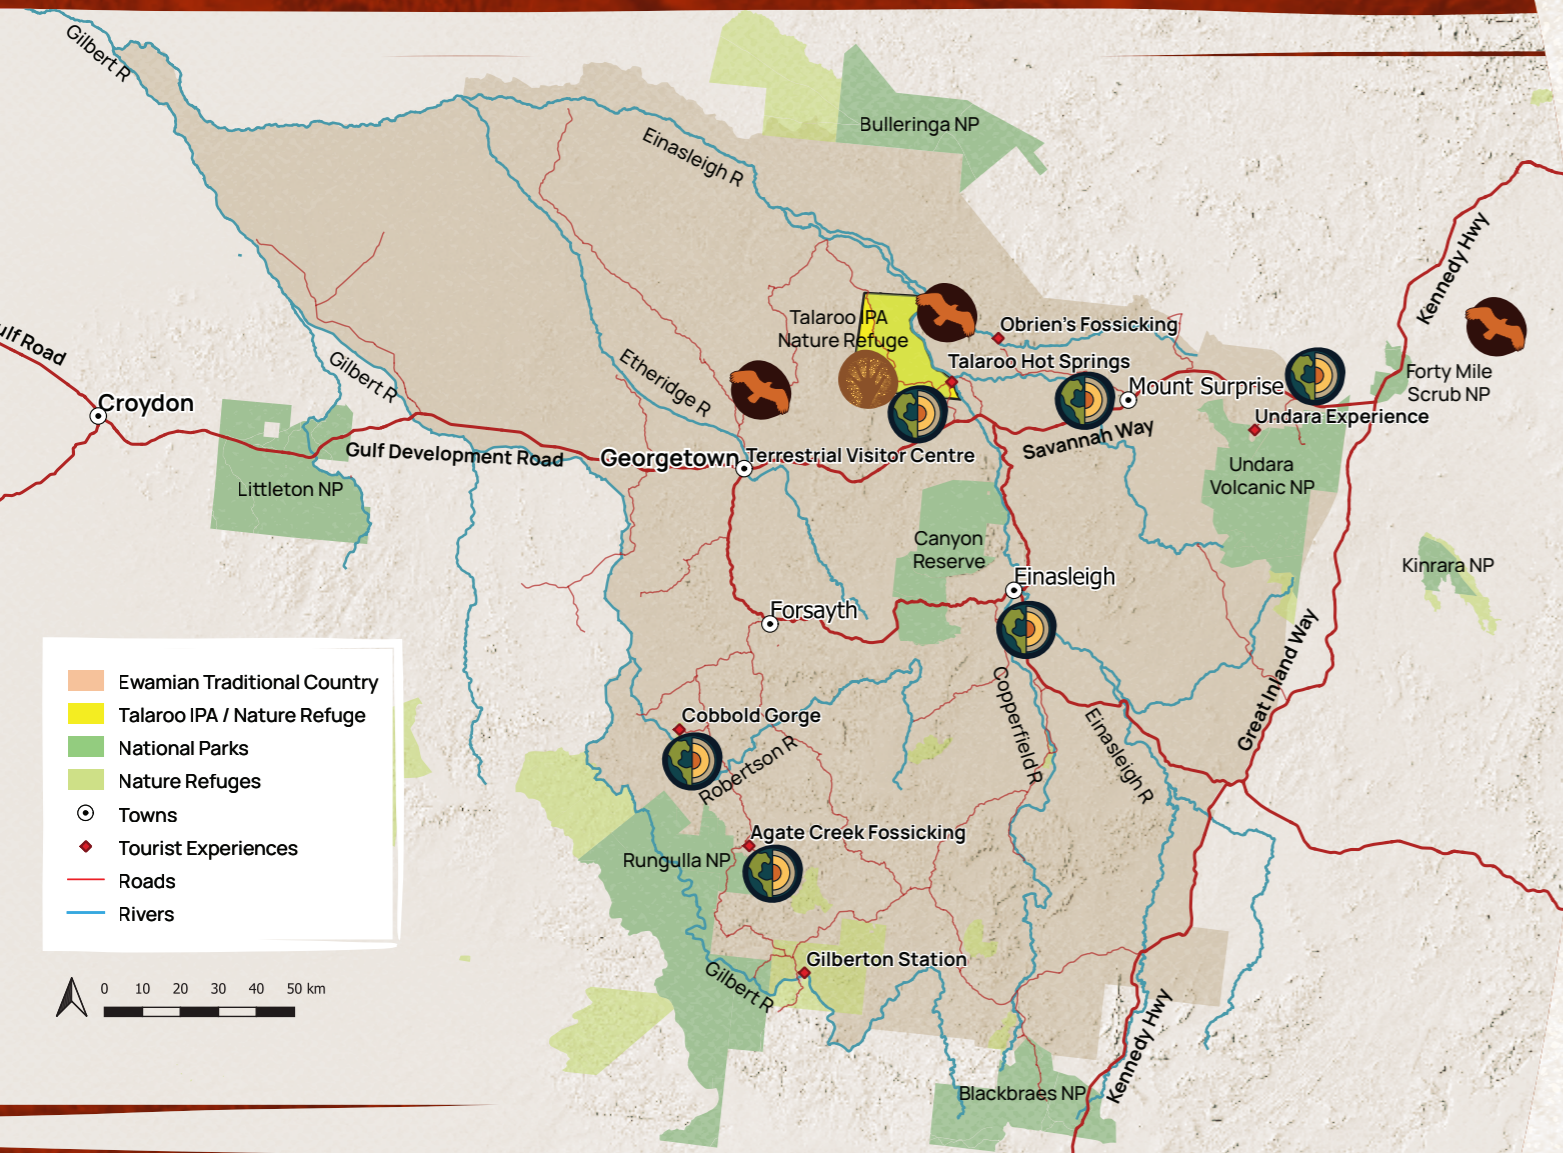 Gilbert R
Bulleringa NP
Einasleigh R
Kennedy Hwy
Talaroo IPA
Nature Refuge
Obrien's Fossicking
Talaroo Hot Springs
ulf Road
Gilbert R
Etheridge R
Mount Surprise
Forty Mile
Scrub NP
Croydon
Undara Experience
Savannah Way
Gulf Development Road
Georgetown
Terrestrial Visitor Centre
Undara
Volcanic NP
Littleton NP
Canyon
Reserve
Kinrara NP
Einasleigh
Forsayth
Great Inland Way
Copperfield R
Einasleigh R
Cobbold Gorge
Robertson R
Agate Creek Fossicking
Rungulla NP
Gilberton Station
Gilbert R
Kennedy Hwy
Blackbraes NP
Ewamian Traditional Country
Talaroo IPA / Nature Refuge
National Parks
Nature Refuges
Towns
Tourist Experiences
Roads
Rivers
0 10 20 30 40 50 km